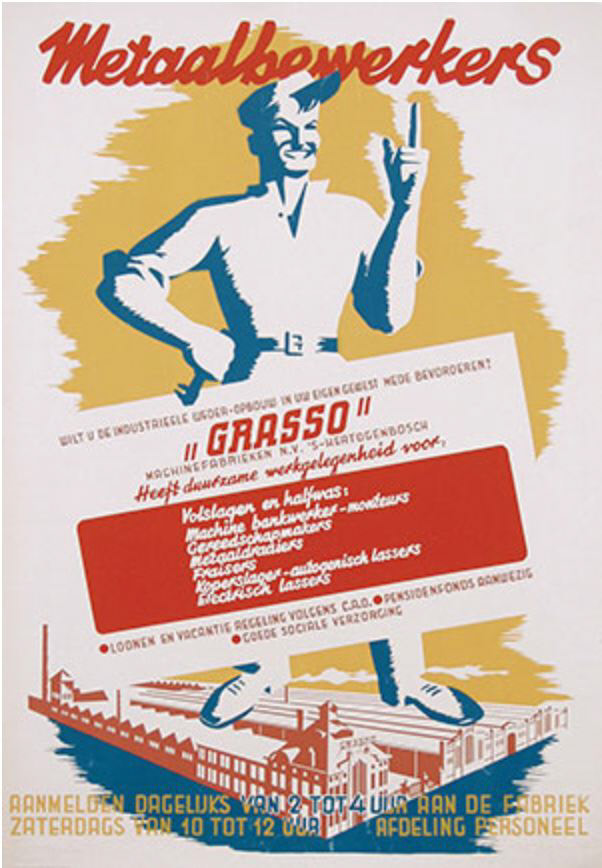 Metaalbewerkers
WILT U DE INDUSTRIEELE WEDER-OPBOUW IN UW EIGEN GEWEST MEDE BEVORDEREN?
"GRASSO"
MACHINEFABRIEKEN N.V. 'S-HERTOGENBOSCH
Heeft duurzame werkgelegenheid voor:
Volslagen en halfwas:
Machine bankwerker-monteurs
Gereedschapmakers
Metaaldraaiers
Fraisers
Koperslager-autogenisch lassers
Electrisch lassers
●LOONEN EN VACANTIE REGELING VOLGENS C.A.O. ●PENSIOENFONDS AANWEZIG
●GOEDE SOCIALE VERZORGING
GRASSO
AANMELDEN DAGELIJKS VAN 2 TOT 4 UUR AAN DE FABRIEK
ZATERDAGS VAN 10 TOT 12 UUR AFDELING PERSONEEL